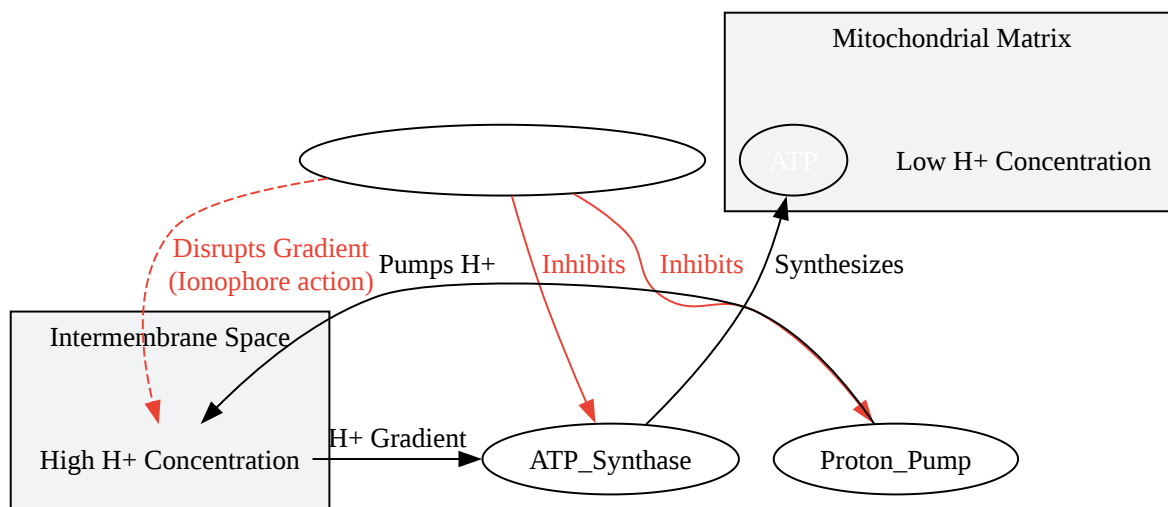 Mitochondrial Matrix
ATP
Low H+ Concentration
Disrupts Gradient
(Ionophore action)
Pumps H+
Inhibits
Inhibits
Synthesizes
Intermembrane Space
High H+ Concentration
H+ Gradient
ATP_Synthase
Proton_Pump